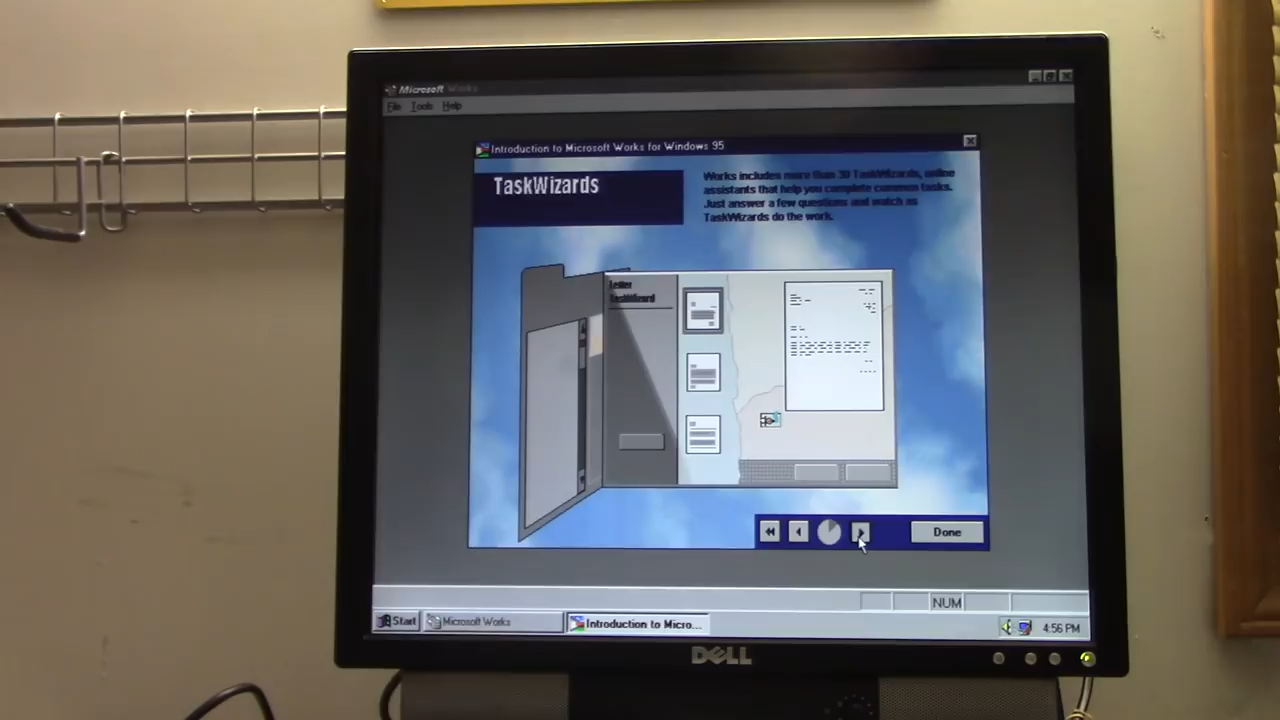 Microsoft Works
File Tools Help
Introduction to Microsoft Works for Windows 95
TaskWizards
Works includes more than 30 TaskWizards, online
assistants that help you complete common tasks.
Just answer a few questions and watch as
TaskWizards do the work.
Letter
TaskWizard
Done
NUM
Start
Microsoft Works
Introduction to Micro...
4:56 PM
DELL